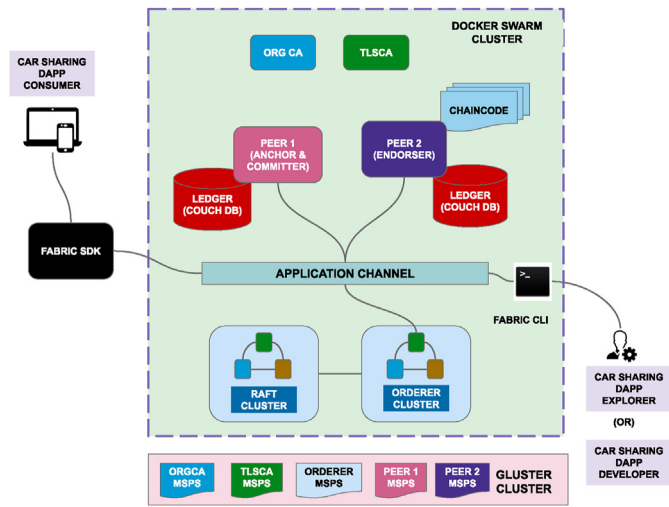 DOCKER SWARM
CLUSTER
ORG CA
TLSCA
CAR SHARING
DAPP
CONSUMER
CHAINCODE
PEER 1
(ANCHOR &
COMMITTER)
PEER 2
(ENDORSER)
LEDGER
(COUCH DB)
LEDGER
(COUCH DB)
FABRIC SDK
APPLICATION CHANNEL
>_
FABRIC CLI
RAFT
CLUSTER
ORDERER
CLUSTER
CAR SHARING
DAPP
EXPLORER
(OR)
CAR SHARING
DAPP
DEVELOPER
ORGCA
MSPS
TLSCA
MSPS
ORDERER
MSPS
PEER 1
MSPS
PEER 2
MSPS
GLUSTER
CLUSTER